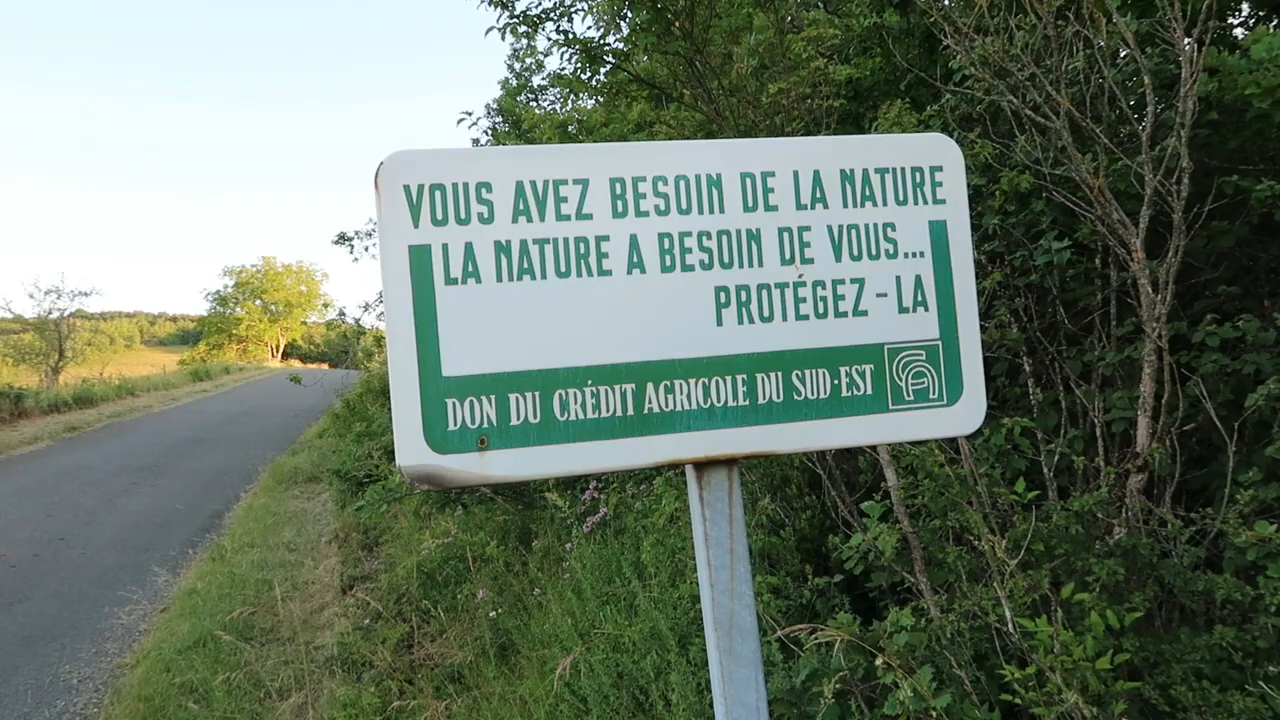 VOUS AVEZ BESOIN DE LA NATURE
LA NATURE A BESOIN DE VOUS...
PROTÉGEZ-LA
DON DU CRÉDIT AGRICOLE DU SUD-EST
CA